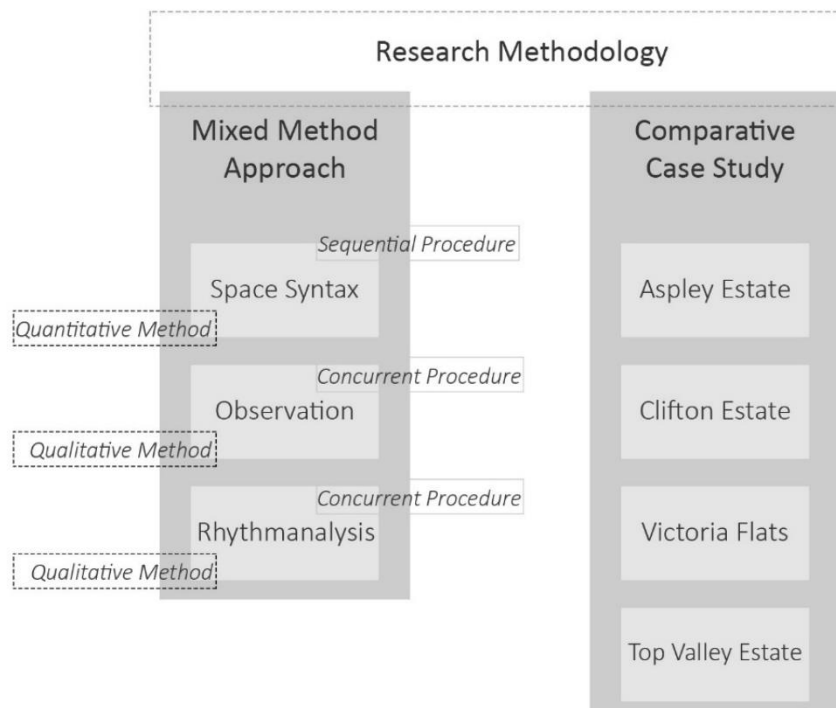 Research Methodology
Mixed Method
Approach
Sequential Procedure
Space Syntax
Quantitative Method
Concurrent Procedure
Observation
Qualitative Method
Concurrent Procedure
Rhythmanalysis
Qualitative Method
Comparative
Case Study
Aspley Estate
Clifton Estate
Victoria Flats
Top Valley Estate